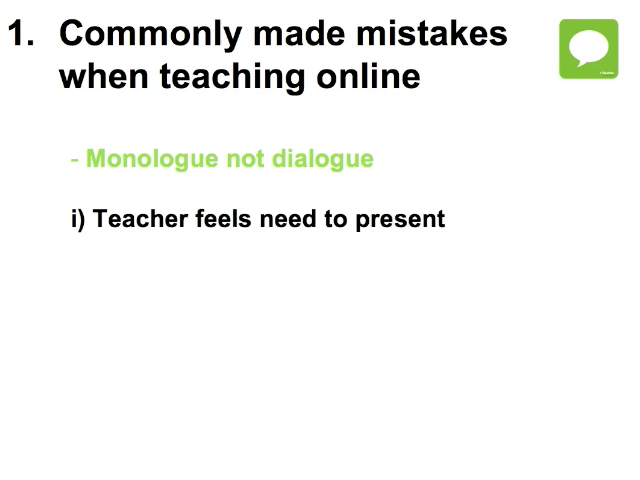 1. Commonly made mistakes
when teaching online
- Monologue not dialogue
i) Teacher feels need to present